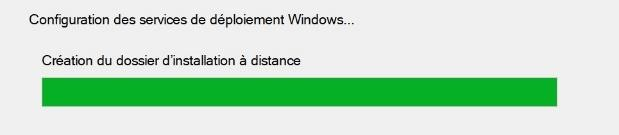 Configuration des services de déploiement Windows...
Création du dossier d'installation à distance